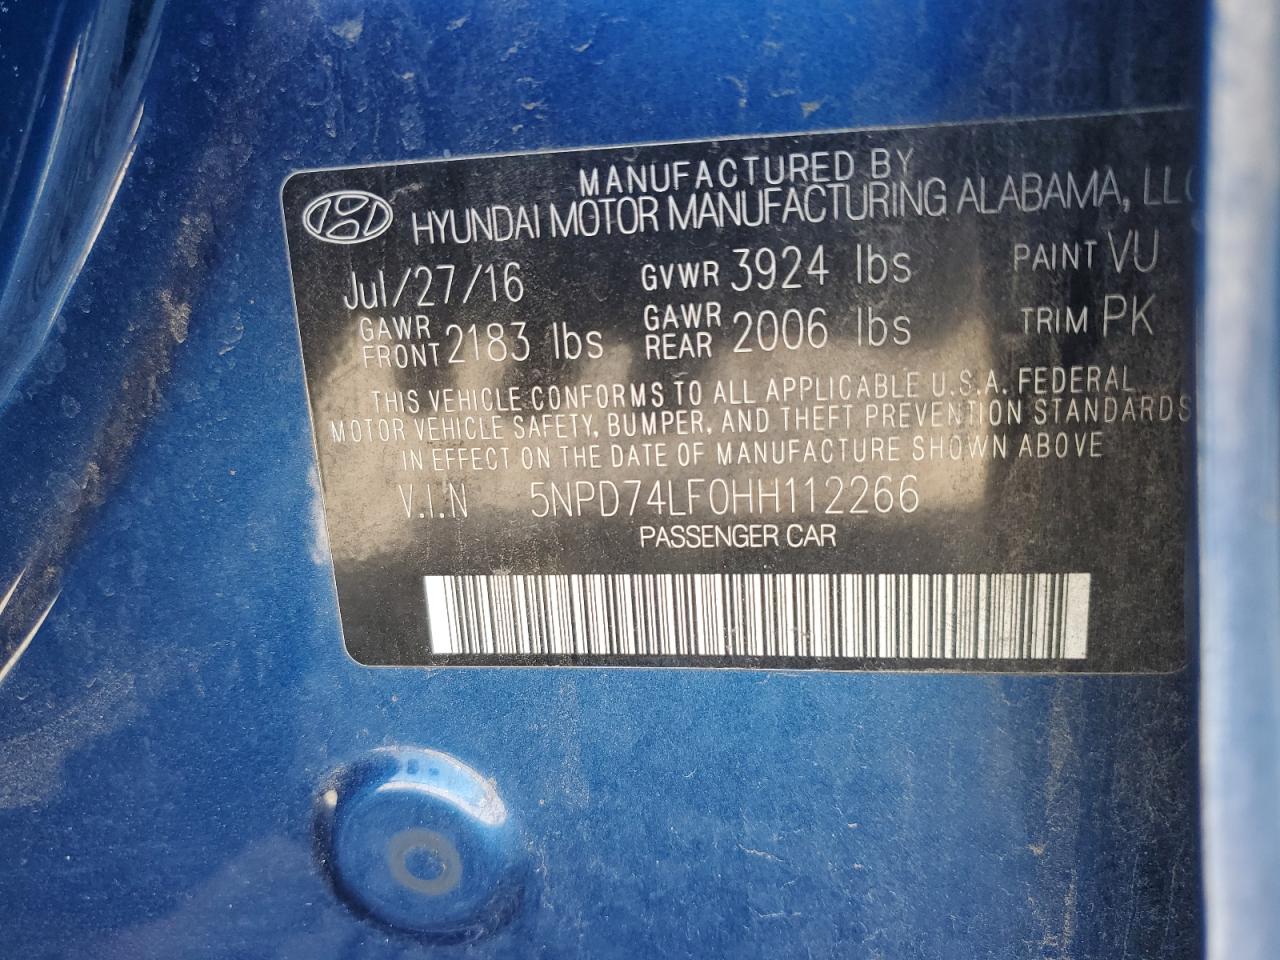 MANUFACTURED BY
HYUNDAI MOTOR MANUFACTURING ALABAMA, LLC
Jul/27/16 GVWR 3924 lbs PAINT VU
GAWR FRONT 2183 lbs GAWR REAR 2006 lbs TRIM PK
THIS VEHICLE CONFORMS TO ALL APPLICABLE U.S.A. FEDERAL
MOTOR VEHICLE SAFETY, BUMPER, AND THEFT PREVENTION STANDARDS
IN EFFECT ON THE DATE OF MANUFACTURE SHOWN ABOVE
V.I.N 5NPD74LF0HH112266
PASSENGER CAR